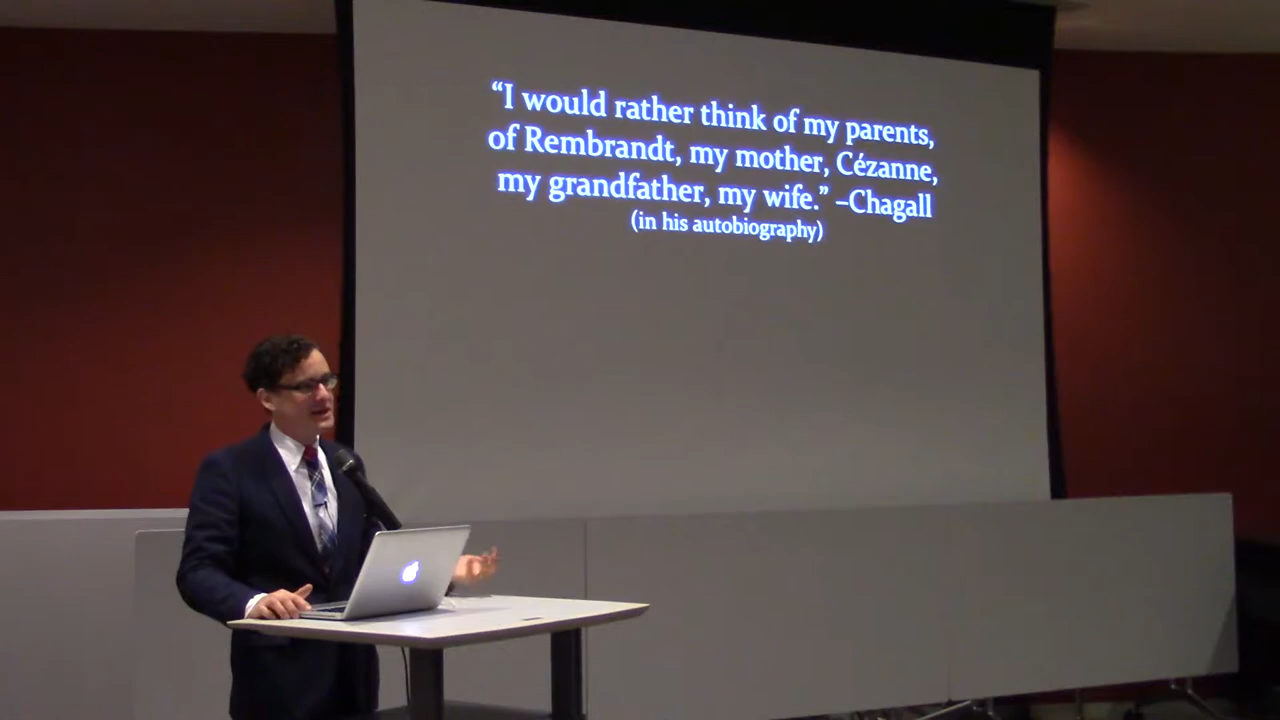 “I would rather think of my parents,
of Rembrandt, my mother, Cézanne,
my grandfather, my wife.” –Chagall
(in his autobiography)